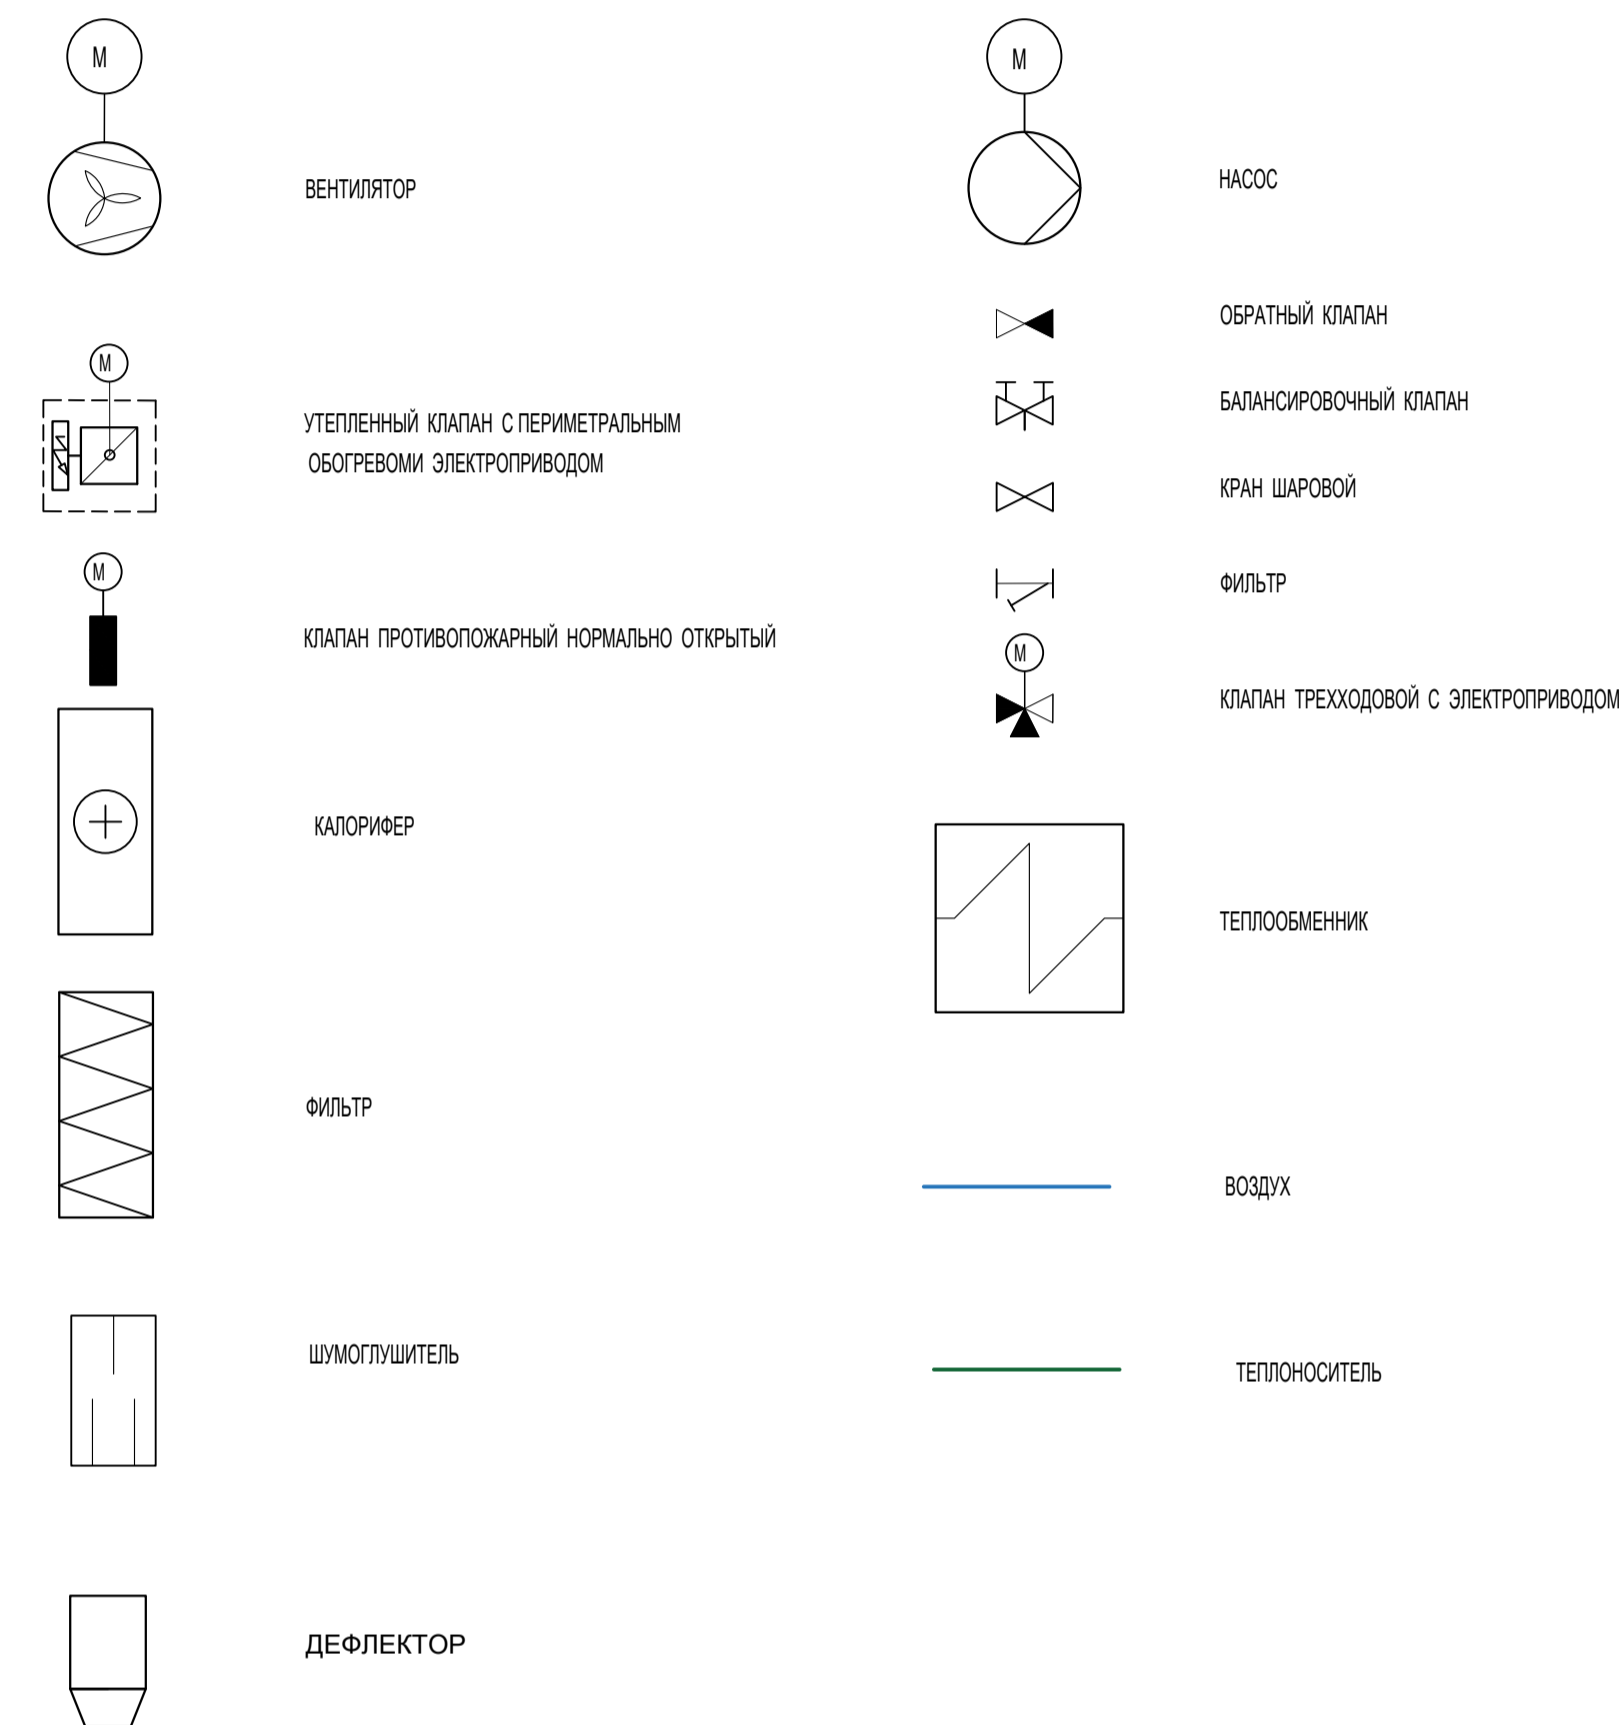 М
ВЕНТИЛЯТОР
М
УТЕПЛЕННЫЙ КЛАПАН С ПЕРИМЕТРАЛЬНЫМ
ОБОГРЕВОМИ ЭЛЕКТРОПРИВОДОМ
М
КЛАПАН ПРОТИВОПОЖАРНЫЙ НОРМАЛЬНО ОТКРЫТЫЙ
КАЛОРИФЕР
ФИЛЬТР
ШУМОГЛУШИТЕЛЬ
ДЕФЛЕКТОР
М
НАСОС
ОБРАТНЫЙ КЛАПАН
БАЛАНСИРОВОЧНЫЙ КЛАПАН
КРАН ШАРОВОЙ
ФИЛЬТР
М
КЛАПАН ТРЕХХОДОВОЙ С ЭЛЕКТРОПРИВОДОМ
ТЕПЛООБМЕННИК
ВОЗДУХ
ТЕПЛОНОСИТЕЛЬ